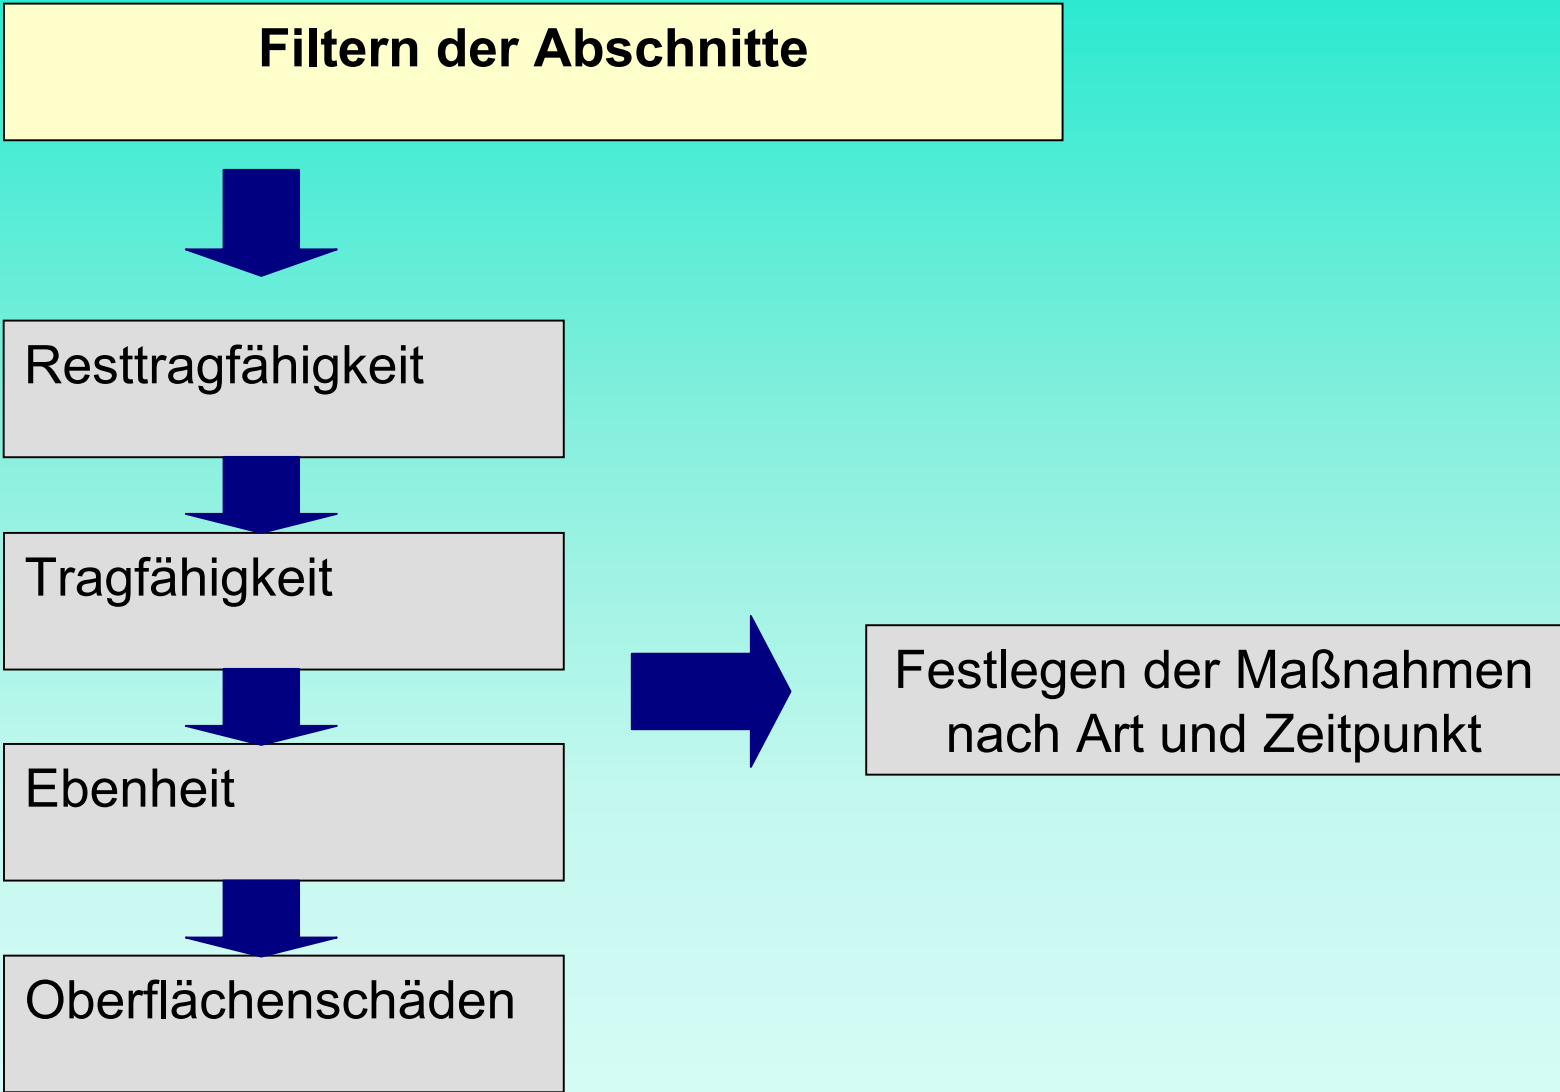 Filtern der Abschnitte
Resttragfähigkeit
Tragfähigkeit
Ebenheit
Oberflächenschäden
Festlegen der Maßnahmen
nach Art und Zeitpunkt